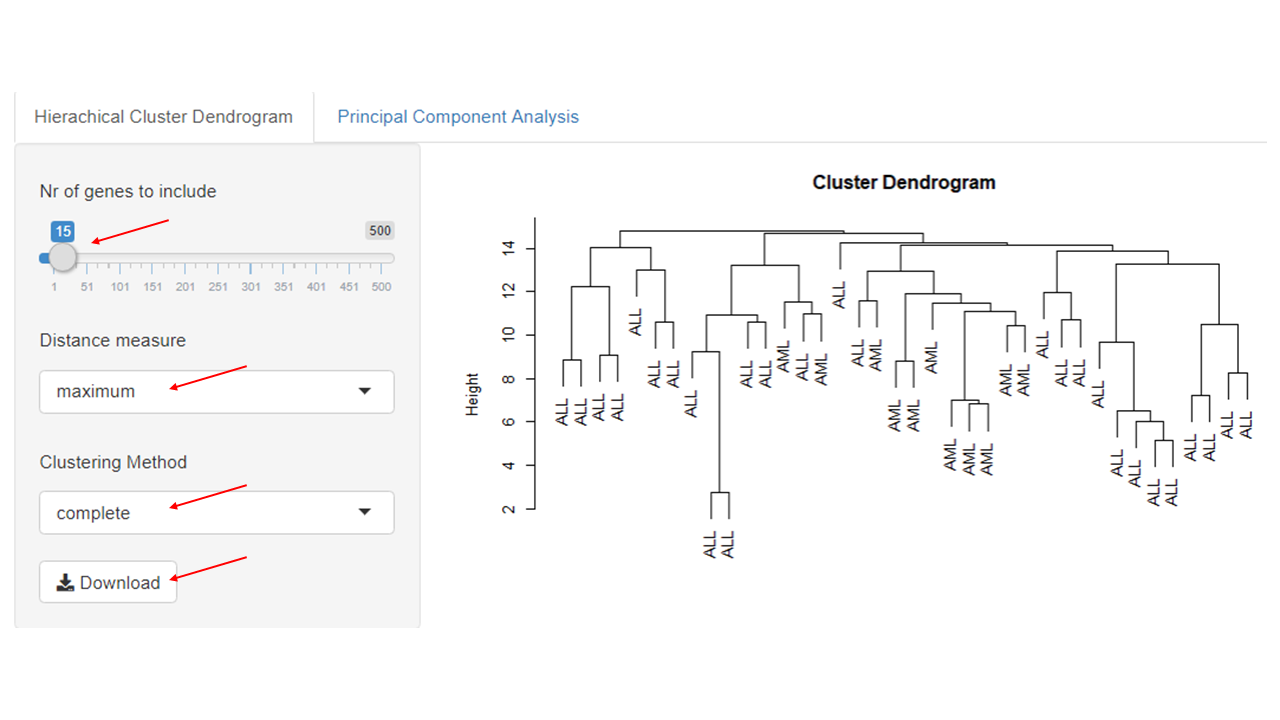 Hierachical Cluster Dendrogram
Principal Component Analysis
Nr of genes to include
15
500
1 51 101 151 201 251 301 351 401 451 500
Distance measure
maximum
Clustering Method
complete
Download
Cluster Dendrogram
Height
14
12
10
8
6
4
2
ALL
ALL
ALL
ALL
ALL
ALL
ALL
ALL
ALL
ALL
ALL
ALL
AML
ALL
AML
ALL
ALL
AML
AML
AML
AML
AML
AML
AML
AML
AML
ALL
ALL
ALL
ALL
ALL
ALL
ALL
ALL
ALL
ALL
ALL
ALL